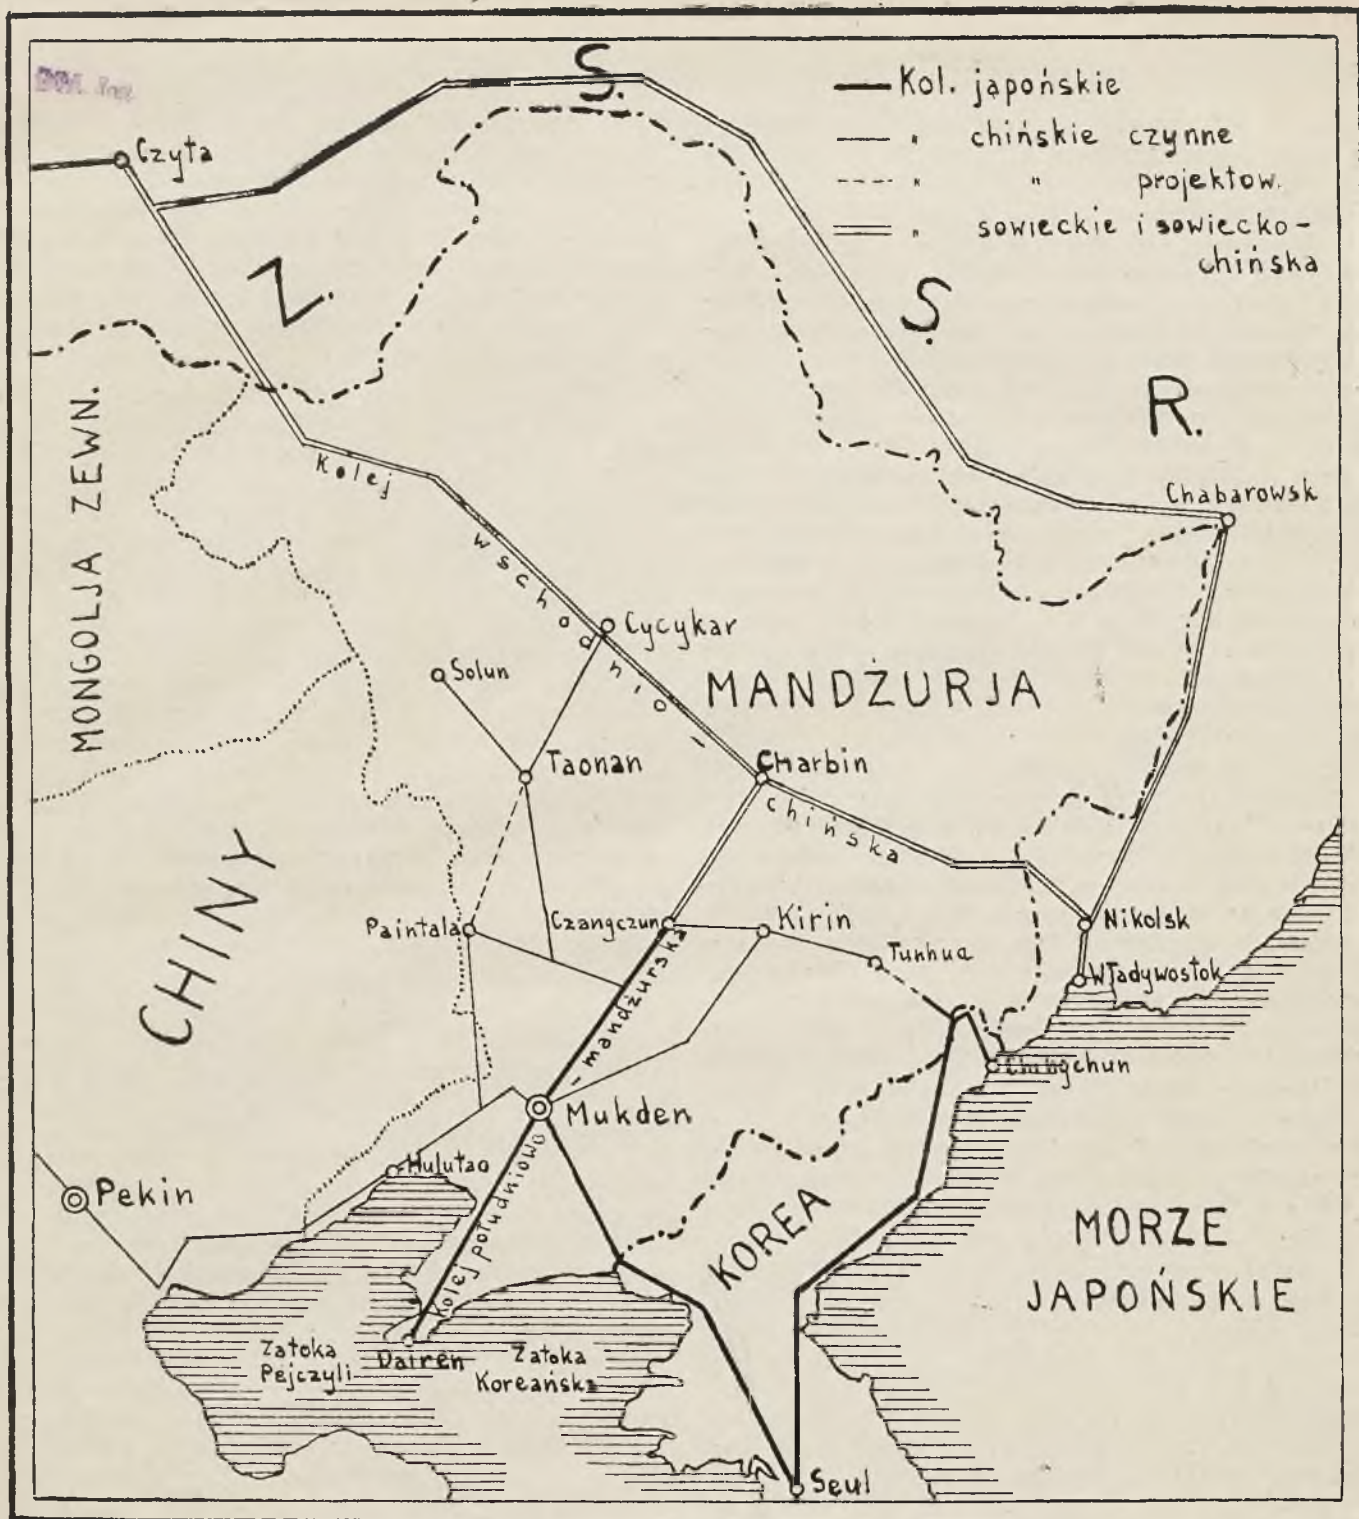 S.
Kol. japońskie
" chińskie czynne
" " projektow.
" sowieckie i sowiecko-
chińska
Czyta
Z.
S.
R.
MONGOLJA ZEWN.
Chabarowsk
Kolej wschodnio - chińska
Cycykar
Solun
MANDŻURJA
Taonan
Charbin
CHINY
Paintala
Czangczun
Kirin
Tunhua
Nikolsk
Władywostok
Kolej południowo - mandżurska
Chingchun
Mukden
Hulutao
Pekin
KOREA
MORZE
JAPOŃSKIE
Zatoka
Pejczyli
Dairen
Zatoka
Koreańska
Seul